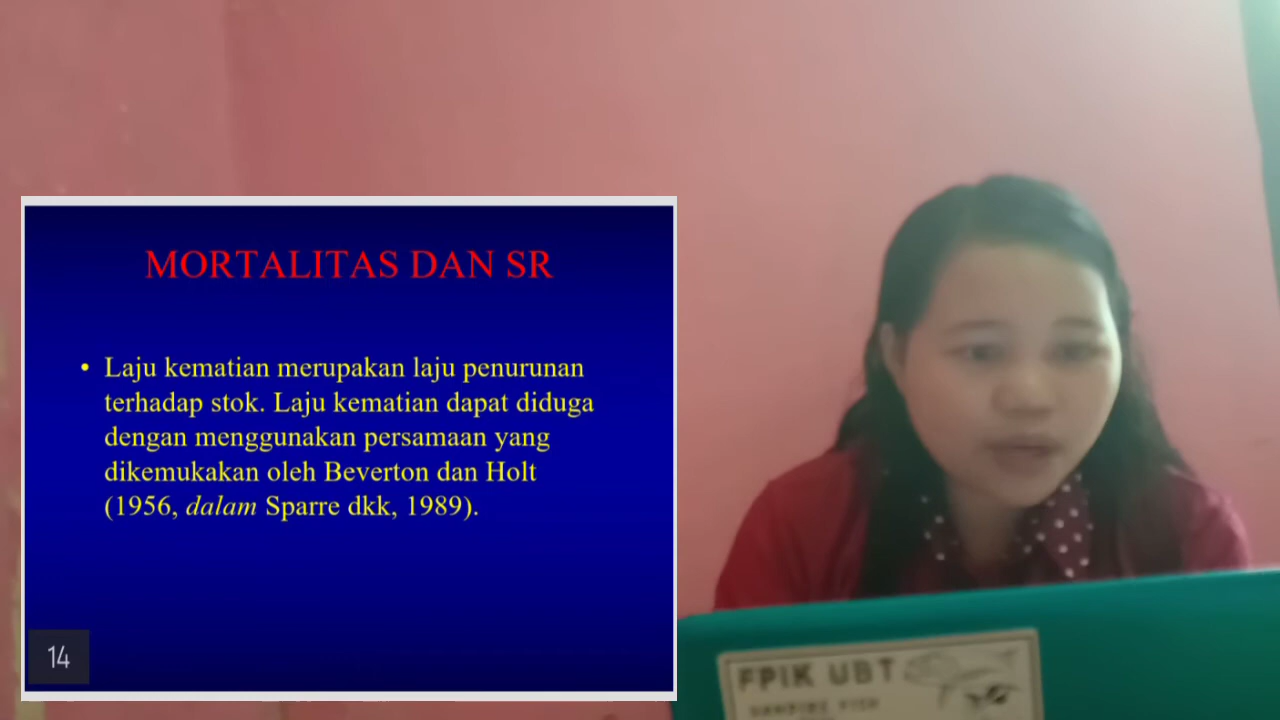 MORTALITAS DAN SR
• Laju kematian merupakan laju penurunan
terhadap stok. Laju kematian dapat diduga
dengan menggunakan persamaan yang
dikemukakan oleh Beverton dan Holt
(1956, dalam Sparre dkk, 1989).
14
FPIK UBT